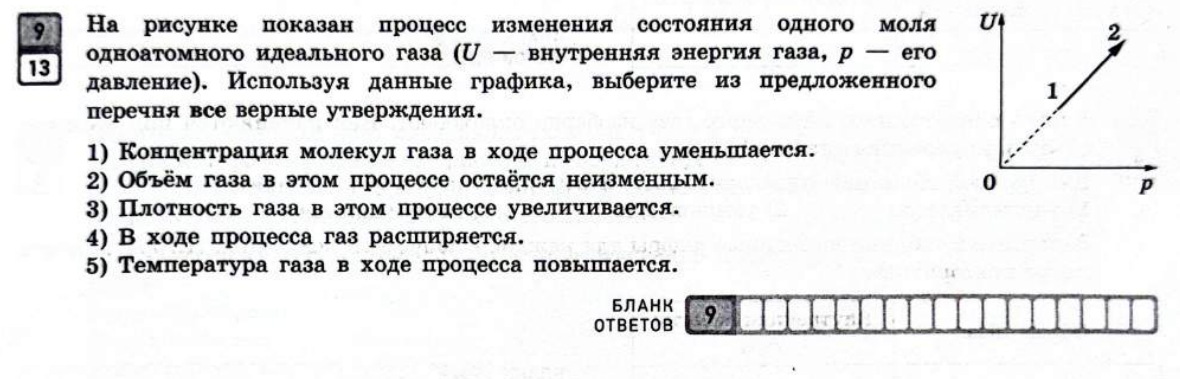 9
13
На рисунке показан процесс изменения состояния одного моля
одноатомного идеального газа (U — внутренняя энергия газа, p — его
давление). Используя данные графика, выберите из предложенного
перечня все верные утверждения.
1) Концентрация молекул газа в ходе процесса уменьшается.
2) Объём газа в этом процессе остаётся неизменным.
3) Плотность газа в этом процессе увеличивается.
4) В ходе процесса газ расширяется.
5) Температура газа в ходе процесса повышается.
U
2
1
0
p
БЛАНК
ОТВЕТОВ
9